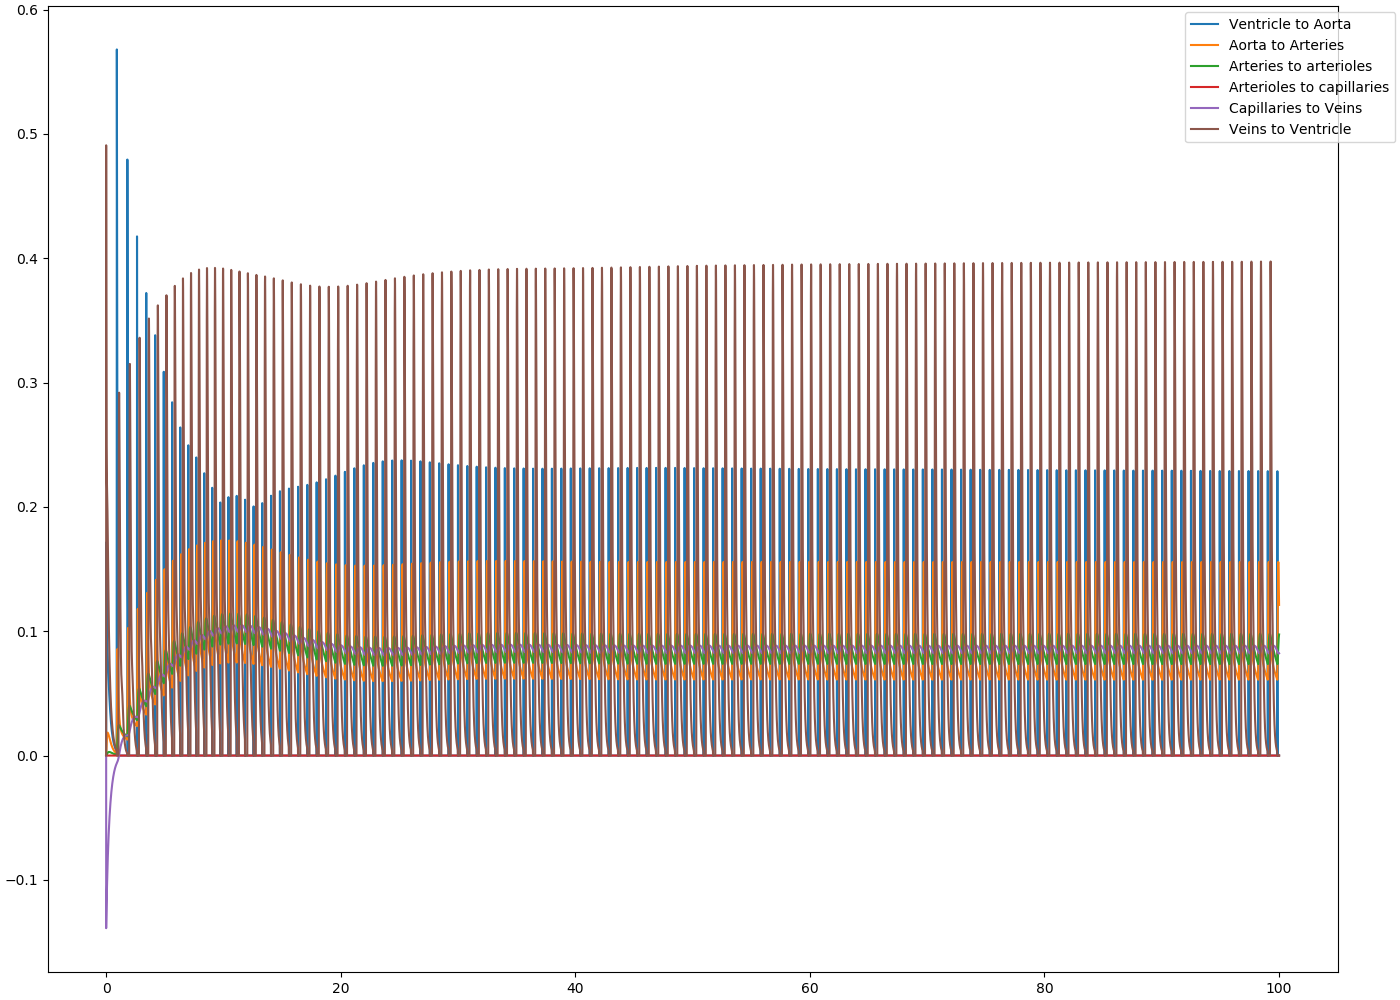 0.6
0.5
0.4
0.3
0.2
0.1
0.0
−0.1
0 20 40 60 80 100
Ventricle to Aorta
Aorta to Arteries
Arteries to arterioles
Arterioles to capillaries
Capillaries to Veins
Veins to Ventricle